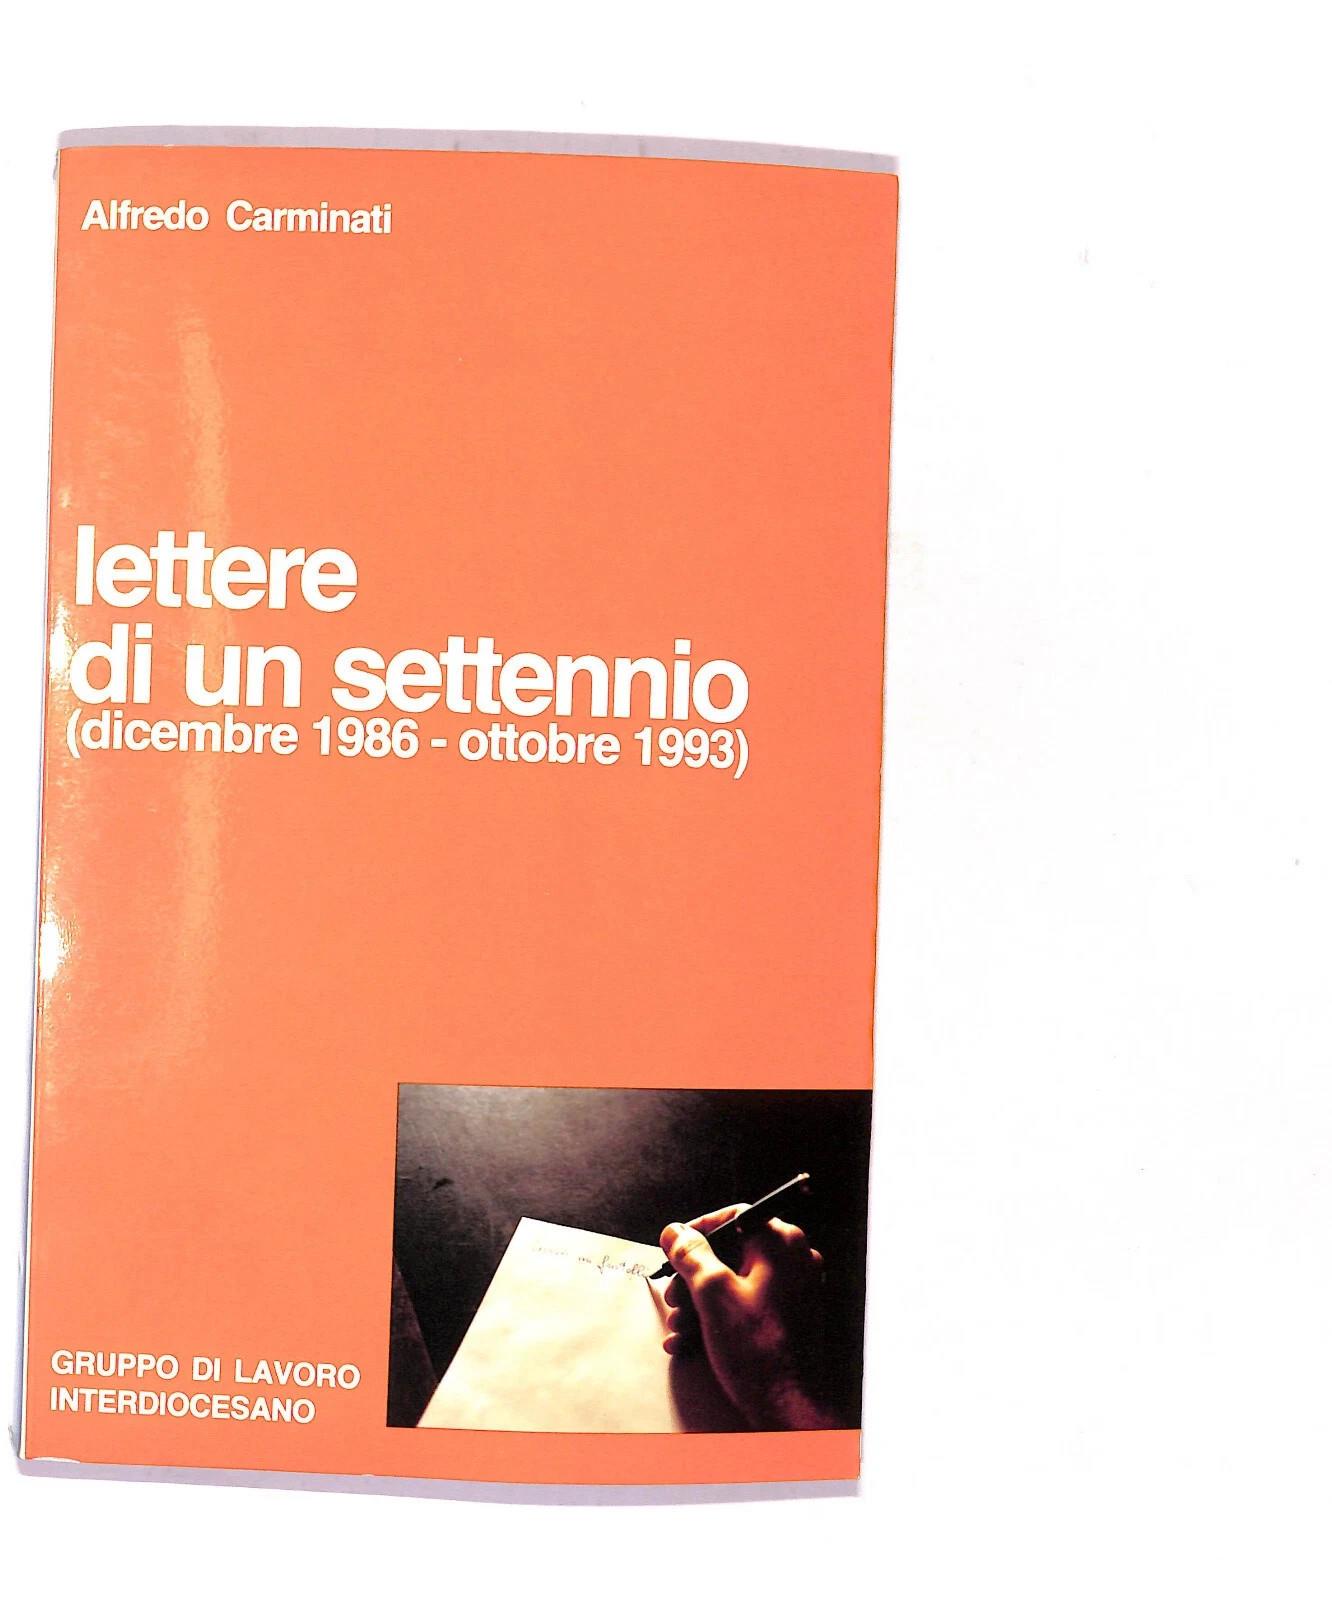 Alfredo Carminati
lettere
di un settennio
(dicembre 1986 - ottobre 1993)
GRUPPO DI LAVORO
INTERDIOCESANO